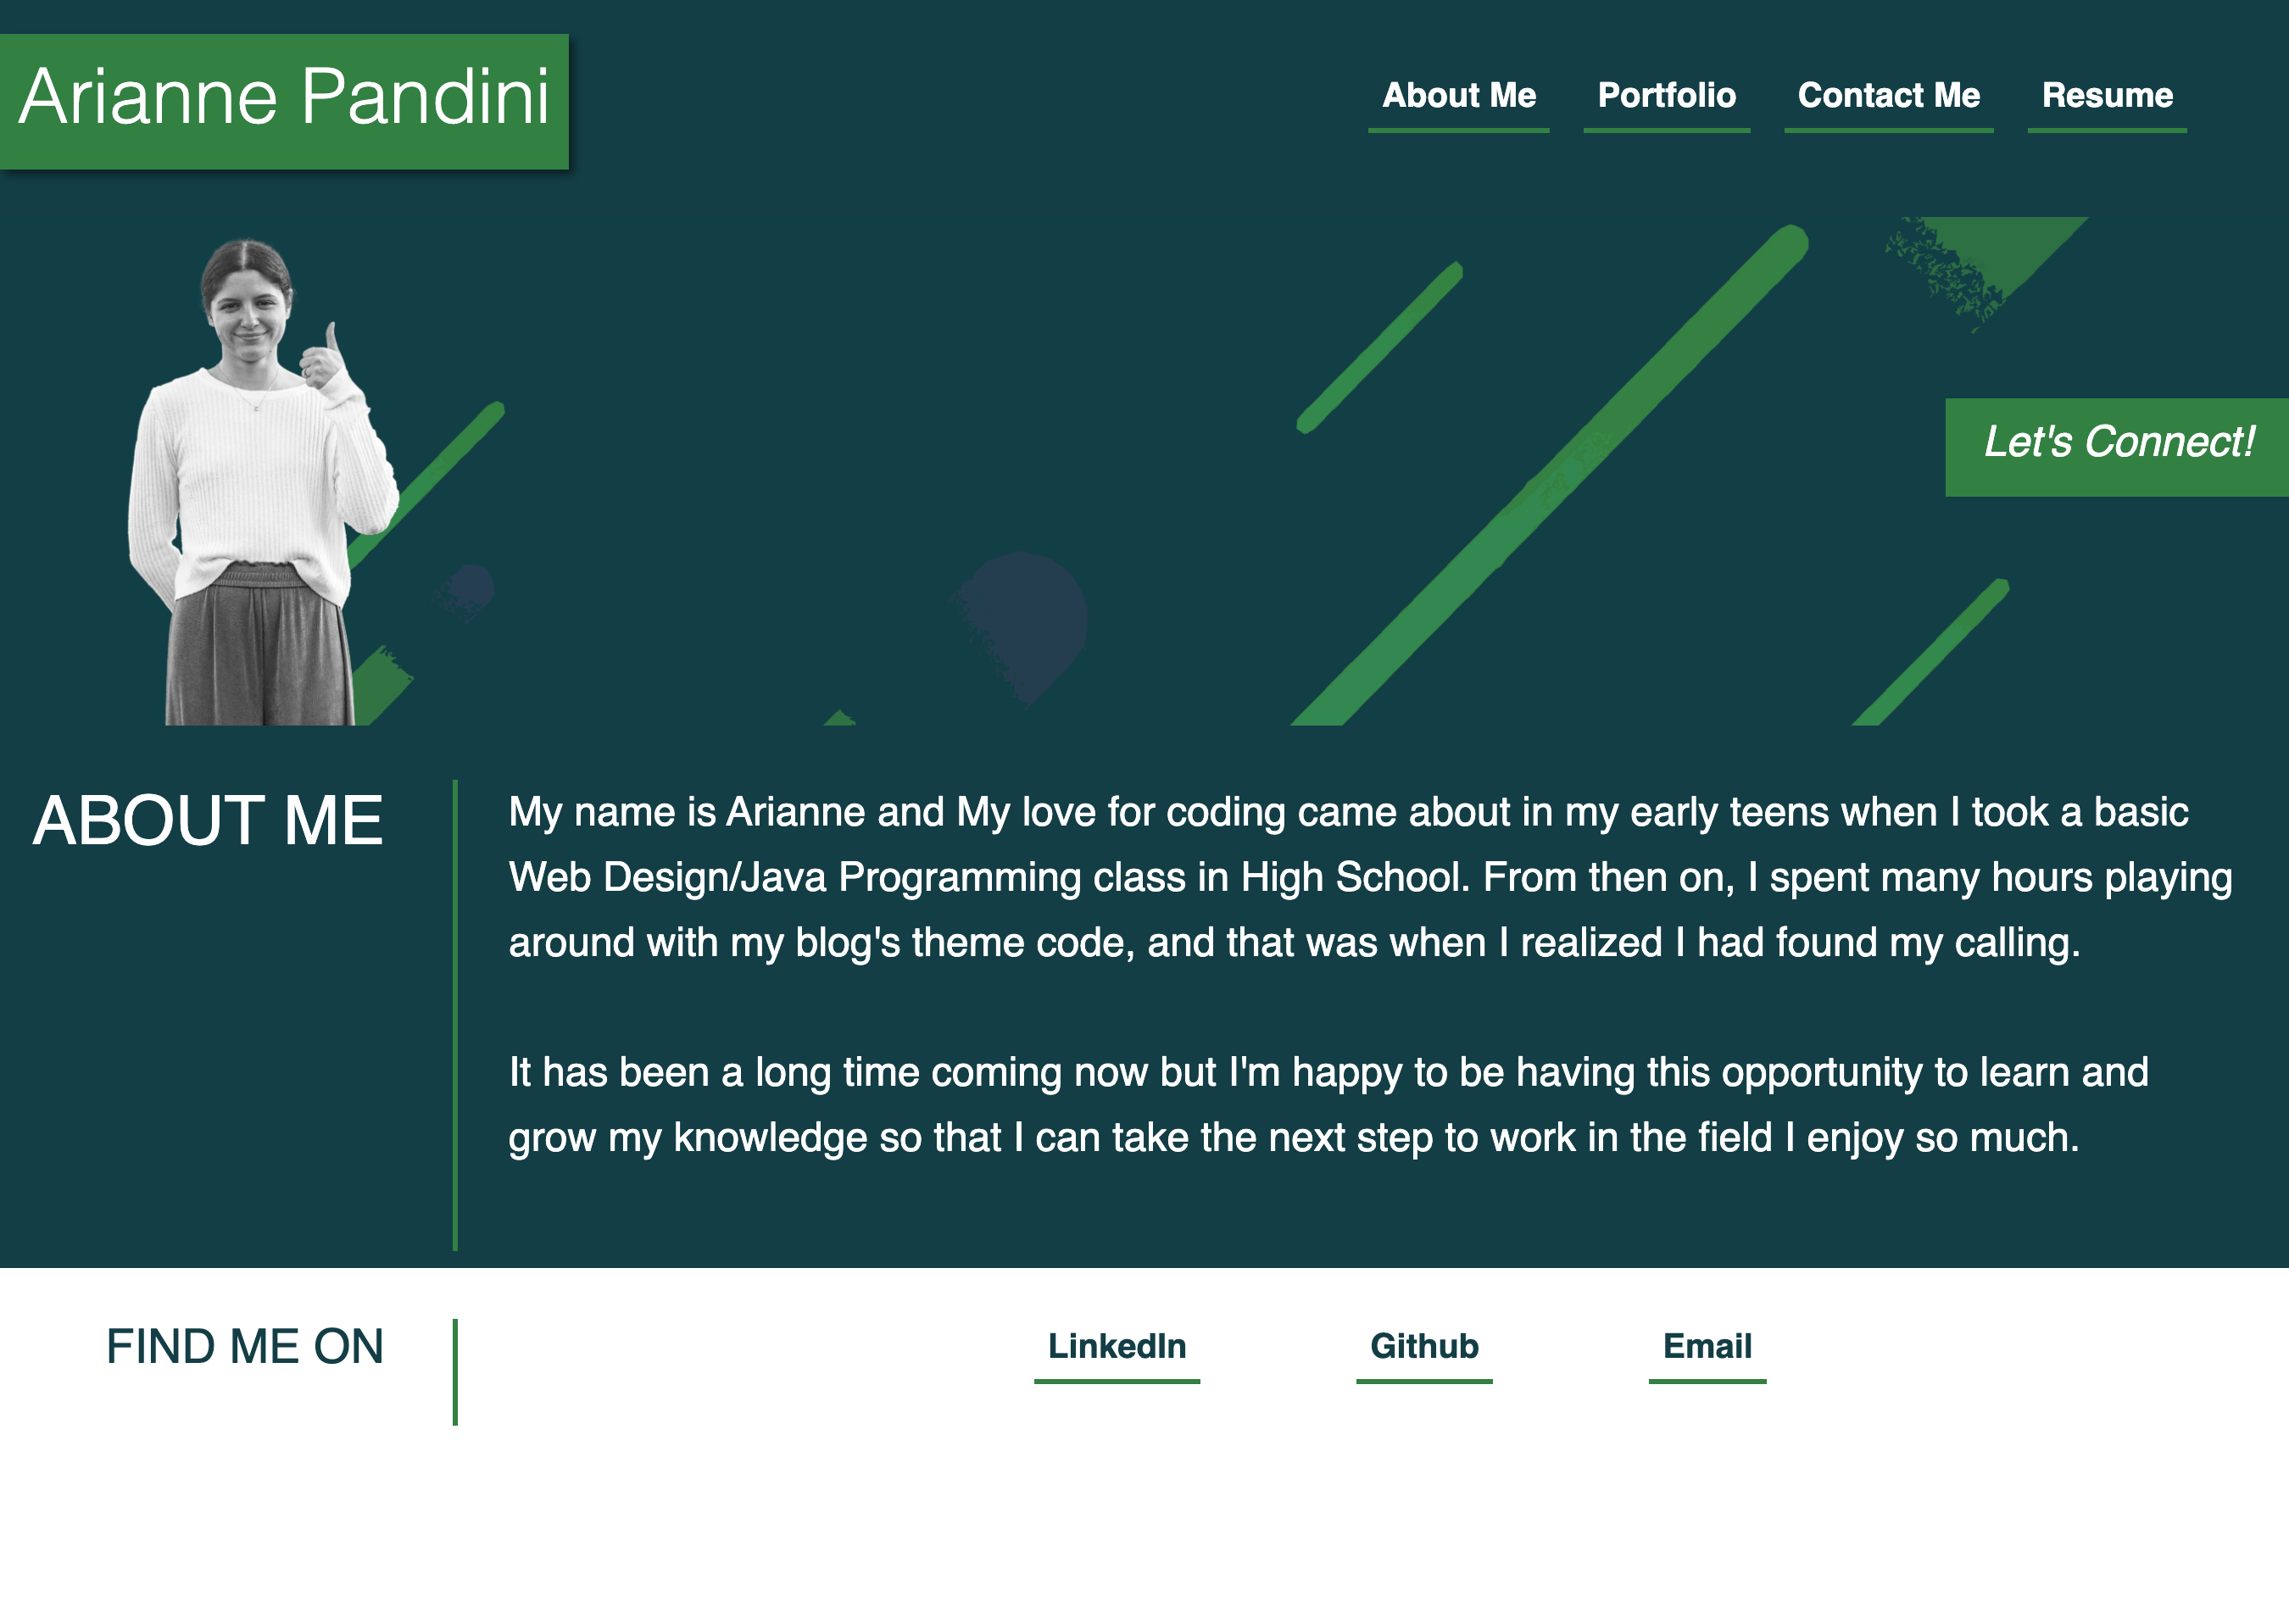 Arianne Pandini
About Me Portfolio Contact Me Resume
Let's Connect!
ABOUT ME
My name is Arianne and My love for coding came about in my early teens when I took a basic
Web Design/Java Programming class in High School. From then on, I spent many hours playing
around with my blog's theme code, and that was when I realized I had found my calling.
It has been a long time coming now but I'm happy to be having this opportunity to learn and
grow my knowledge so that I can take the next step to work in the field I enjoy so much.
FIND ME ON
LinkedIn Github Email